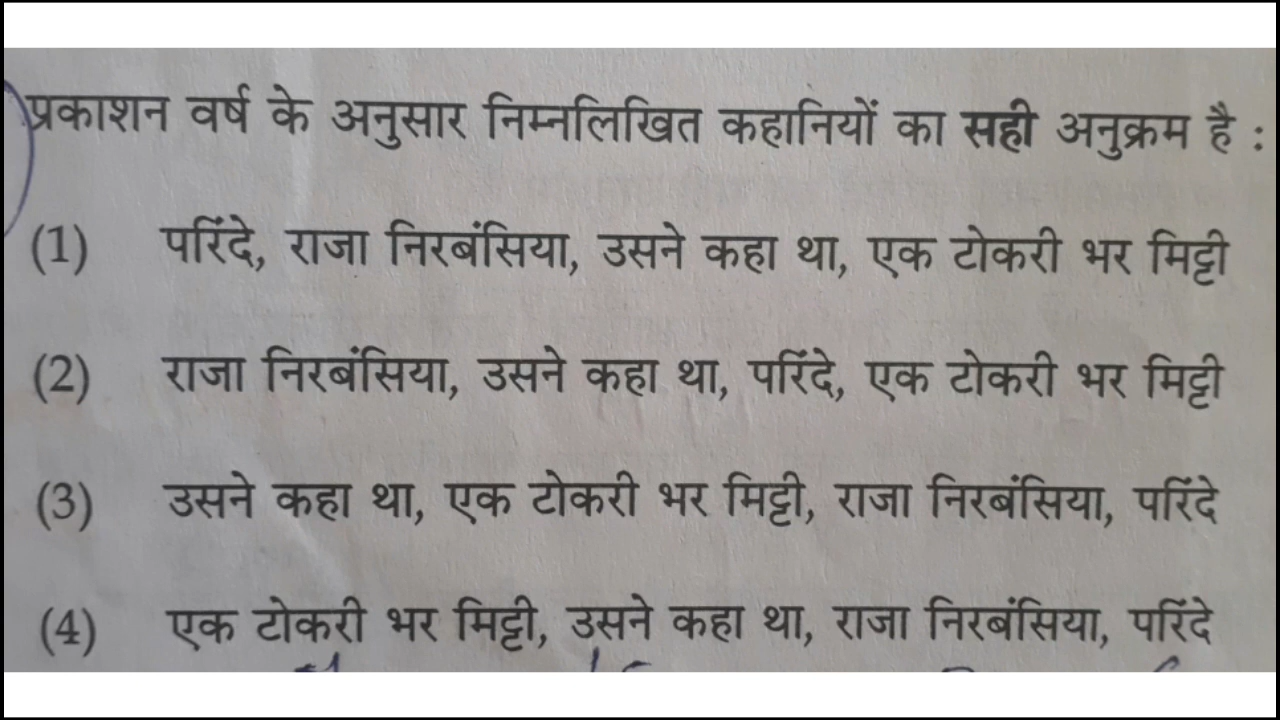 प्रकाशन वर्ष के अनुसार निम्नलिखित कहानियों का सही अनुक्रम है :
(1) परिंदे, राजा निरबंसिया, उसने कहा था, एक टोकरी भर मिट्टी
(2) राजा निरबंसिया, उसने कहा था, परिंदे, एक टोकरी भर मिट्टी
(3) उसने कहा था, एक टोकरी भर मिट्टी, राजा निरबंसिया, परिंदे
(4) एक टोकरी भर मिट्टी, उसने कहा था, राजा निरबंसिया, परिंदे